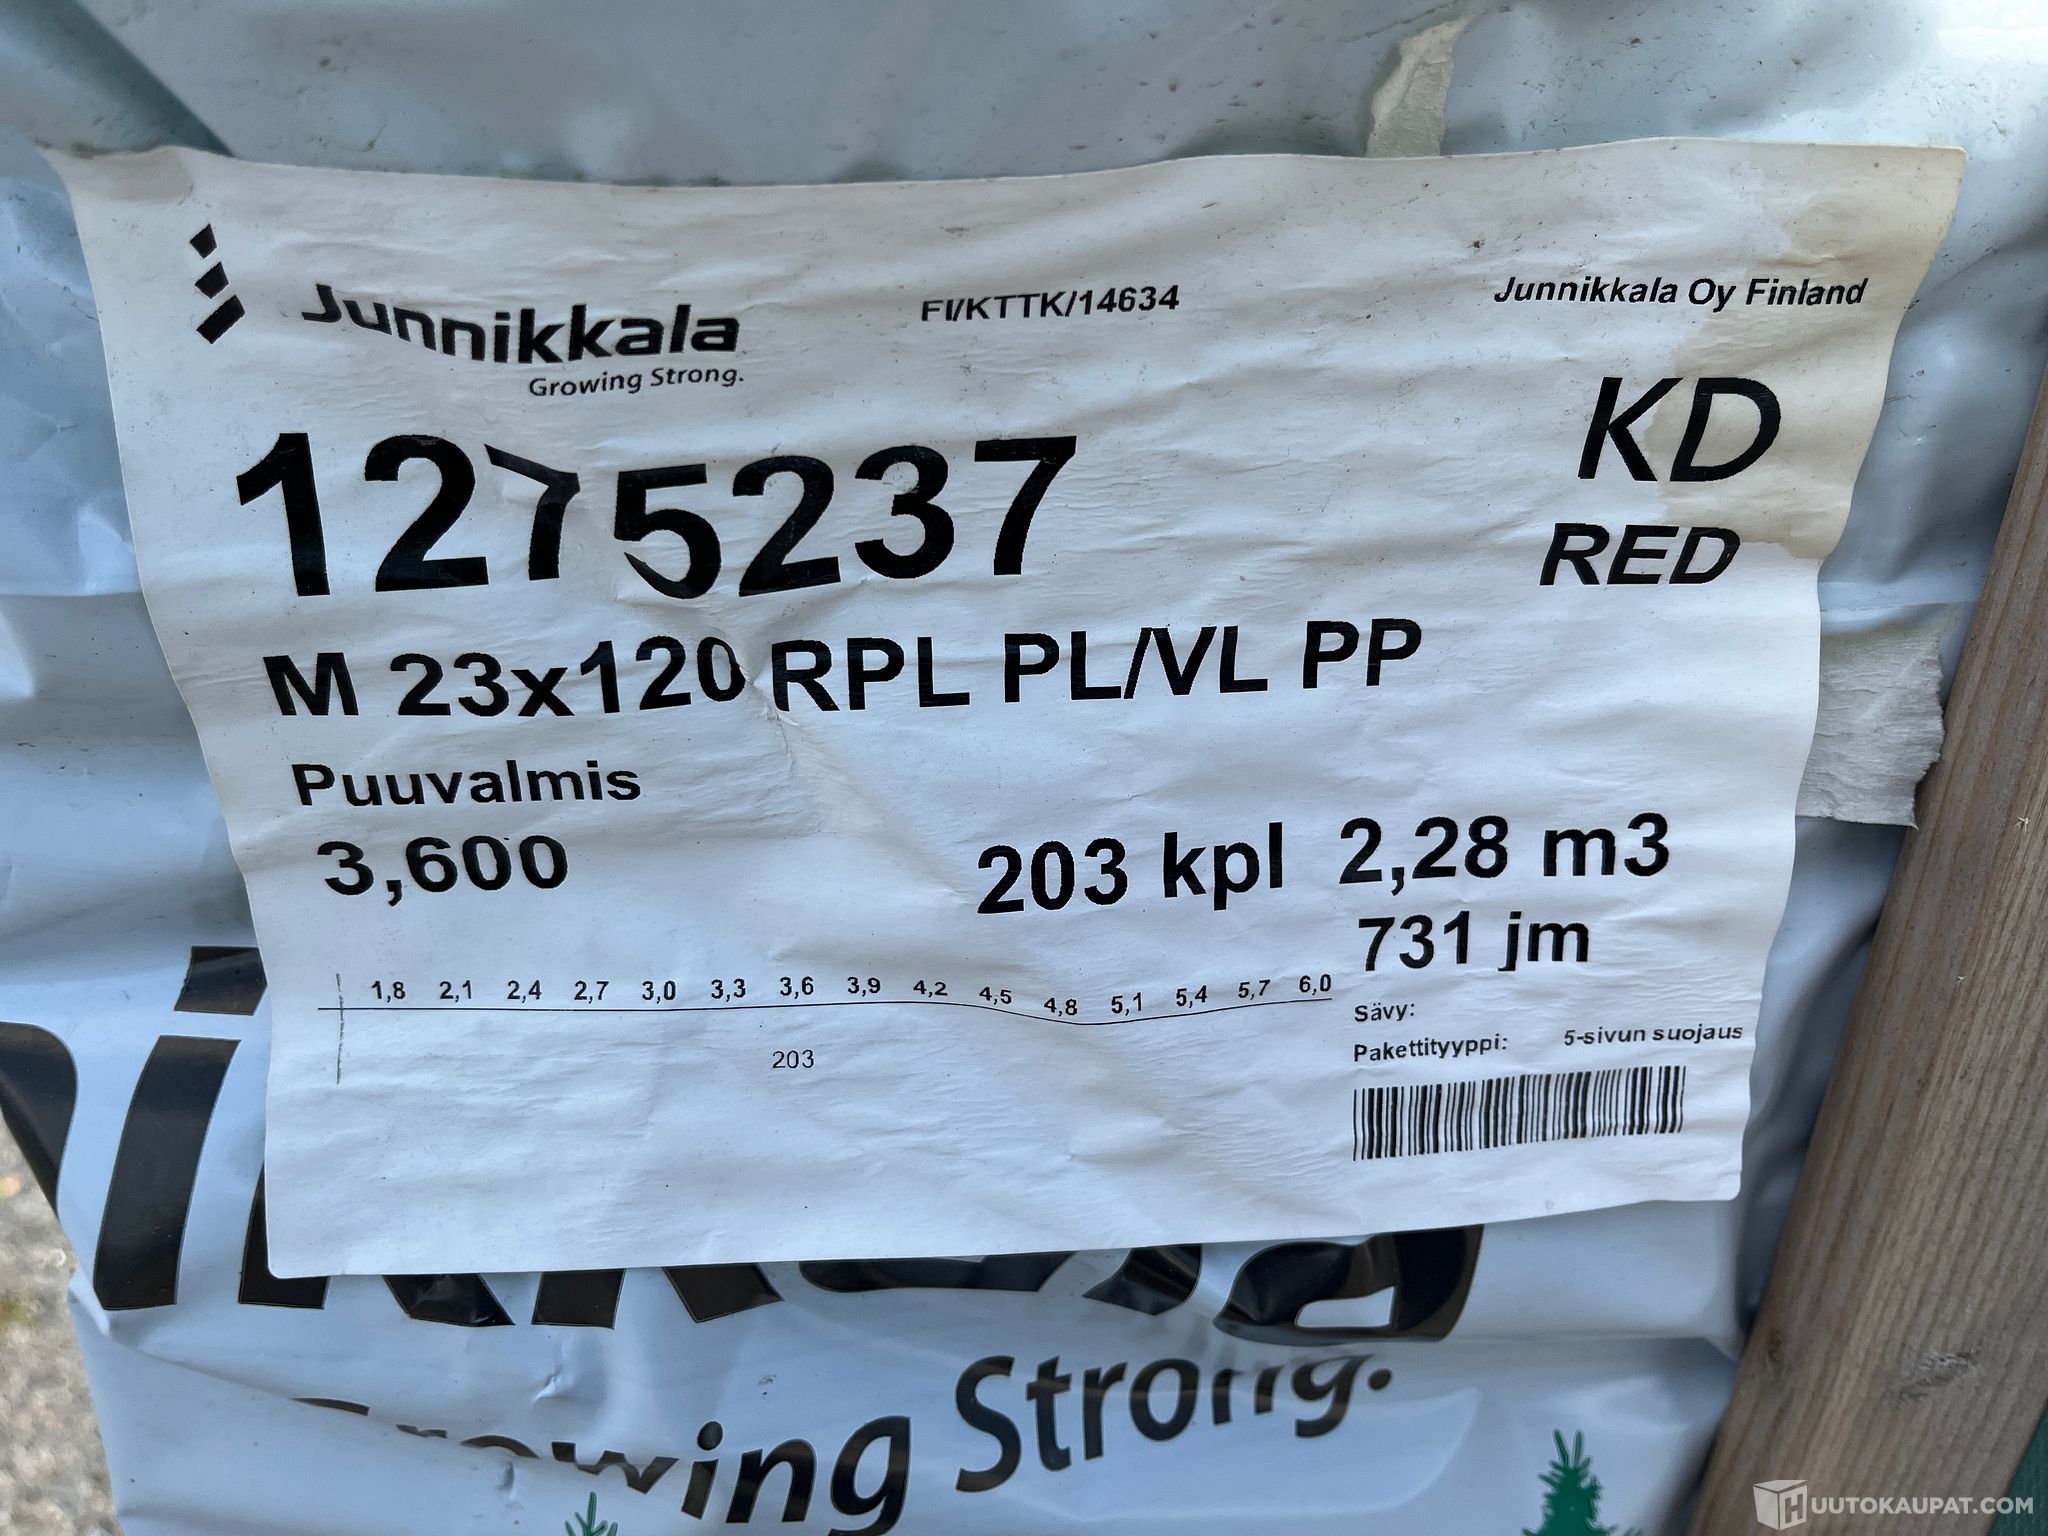 Junnikkala
Growing Strong.
FI/KTTK/14634
Junnikkala Oy Finland
KD
1275237
RED
M 23x120 RPL PL/VL PP
Puuvalmis
3,600
203 kpl 2,28 m3
731 jm
1,8 2,1 2,4 2,7 3,0 3,3 3,6 3,9 4,2 4,5 4,8 5,1 5,4 5,7 6,0
203
Sävy:
Pakettityyppi: 5-sivun suojaus
Growing Strong.
HUUTOKAUPAT.COM